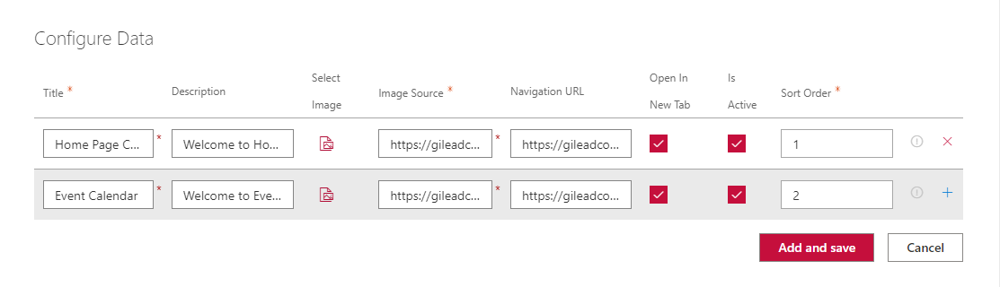 Configure Data
Title * Description Select Image Image Source * Navigation URL Open In New Tab Is Active Sort Order *
Home Page C... * Welcome to Ho... https://gileadc... * https://gileadco... 1
Event Calendar * Welcome to Eve... https://gileadc... * https://gileadco... 2
Add and save Cancel